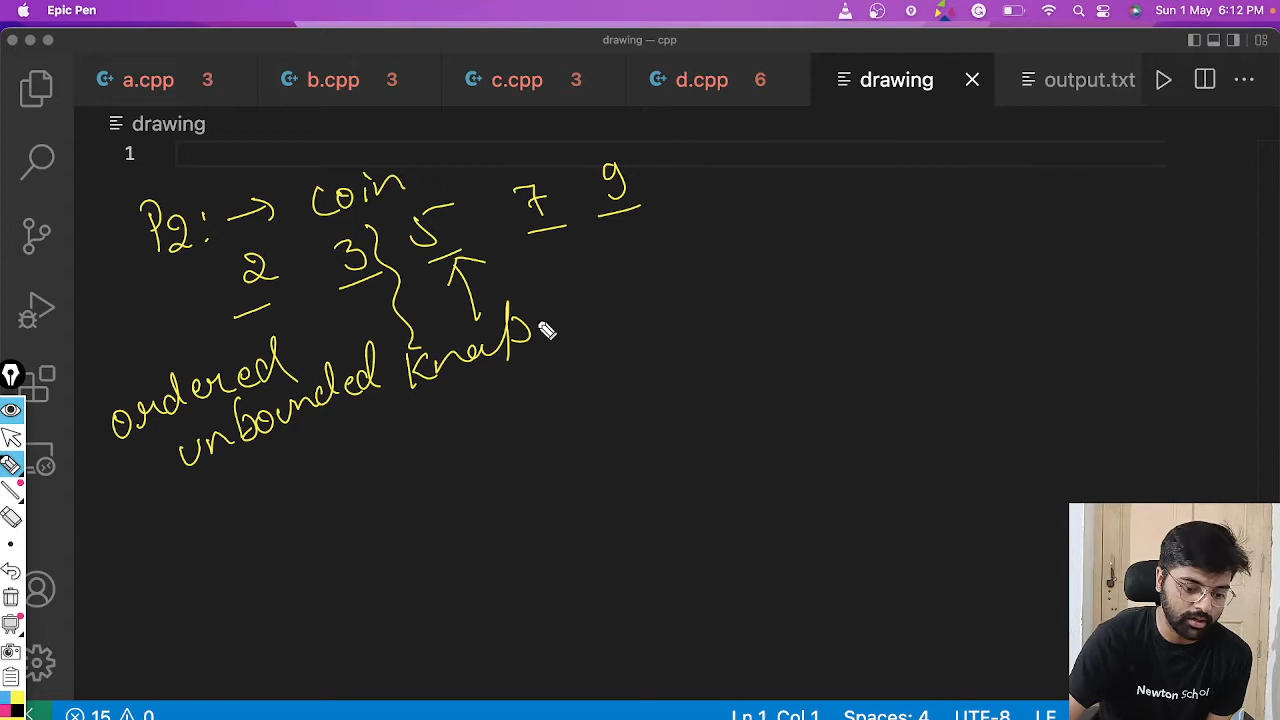 Epic Pen
Sun 1 May 6:12 PM
drawing — cpp
a.cpp 3
b.cpp 3
c.cpp 3
d.cpp 6
drawing
output.txt
drawing
1
P2: → coin
2 3 5 7 9
ordered
unbounded knap
Newton School
15 0
Ln 1, Col 1 Spaces: 4 UTF-8 LF